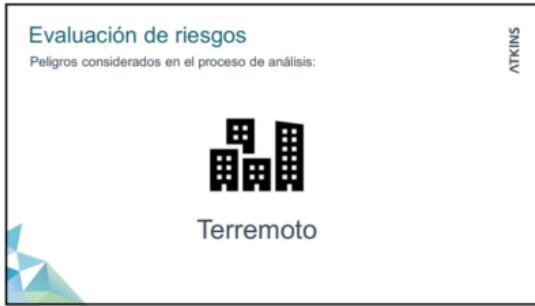 Evaluación de riesgos
Peligros considerados en el proceso de análisis:
ATKINS
Terremoto